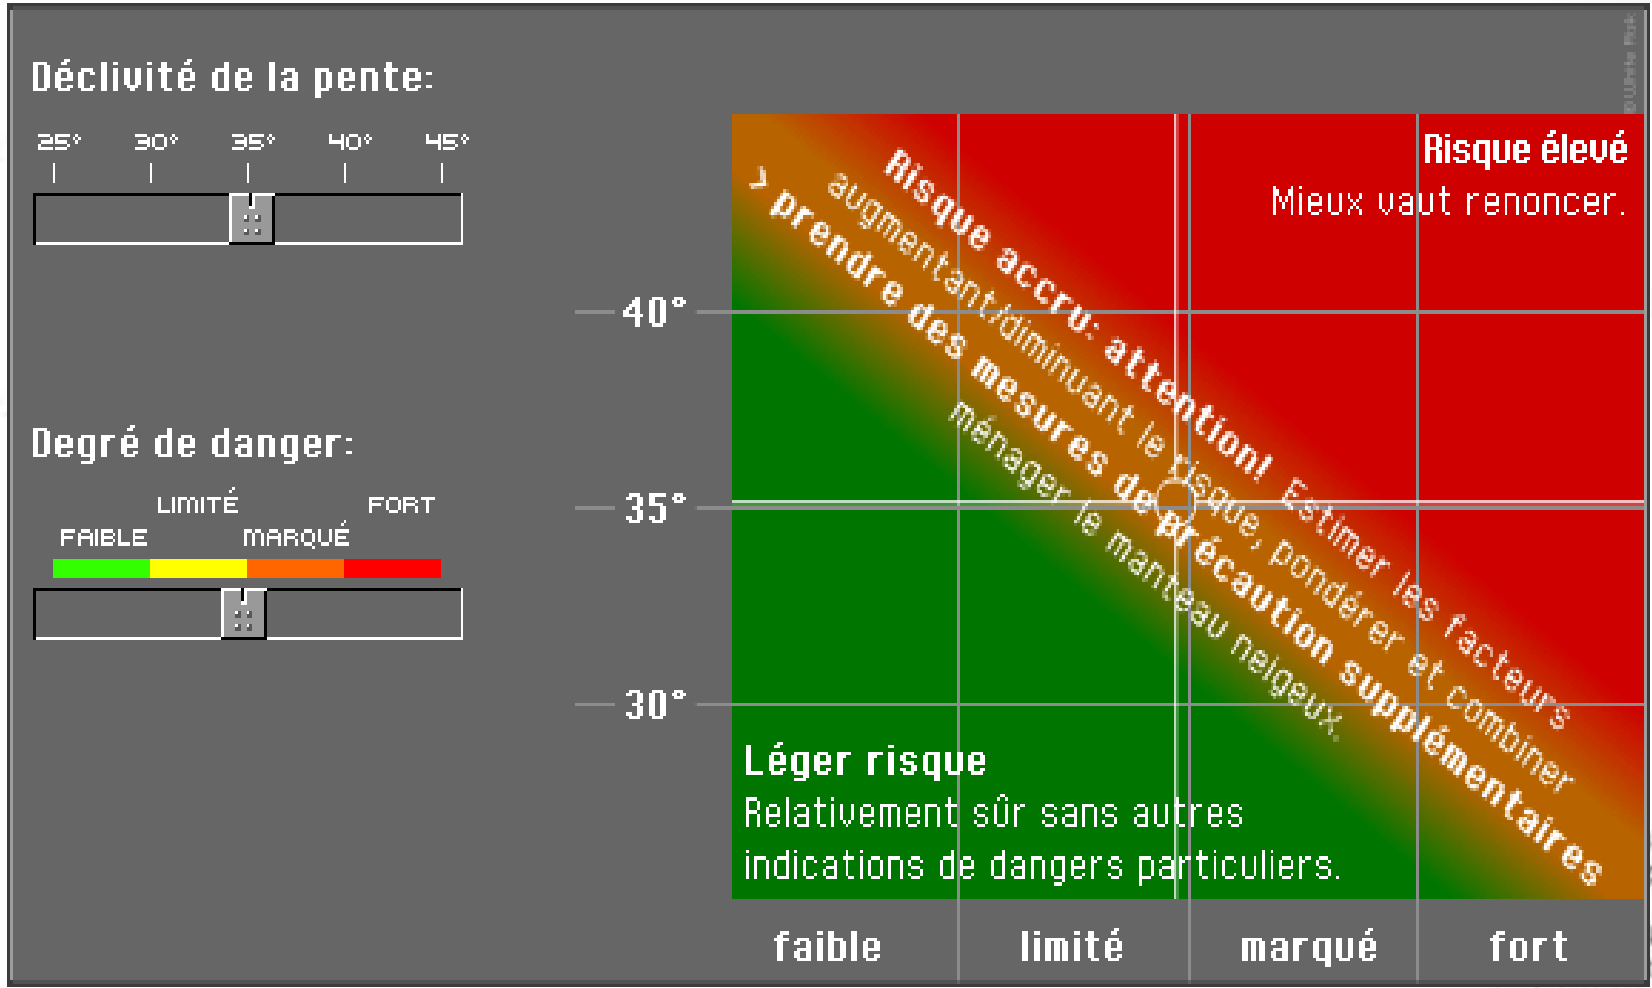 Déclivité de la pente:
25° 30° 35° 40° 45°
Degré de danger:
LIMITÉ FORT
FAIBLE MARQUÉ
Risque élevé
Mieux vaut renoncer.
Risque accru: attention! Estimer les facteurs
augmentant/diminuant le risque, pondérer et combiner
> prendre des mesures de précaution supplémentaires
ménager le manteau neigeux.
40°
35°
30°
Léger risque
Relativement sûr sans autres
indications de dangers particuliers.
faible limité marqué fort